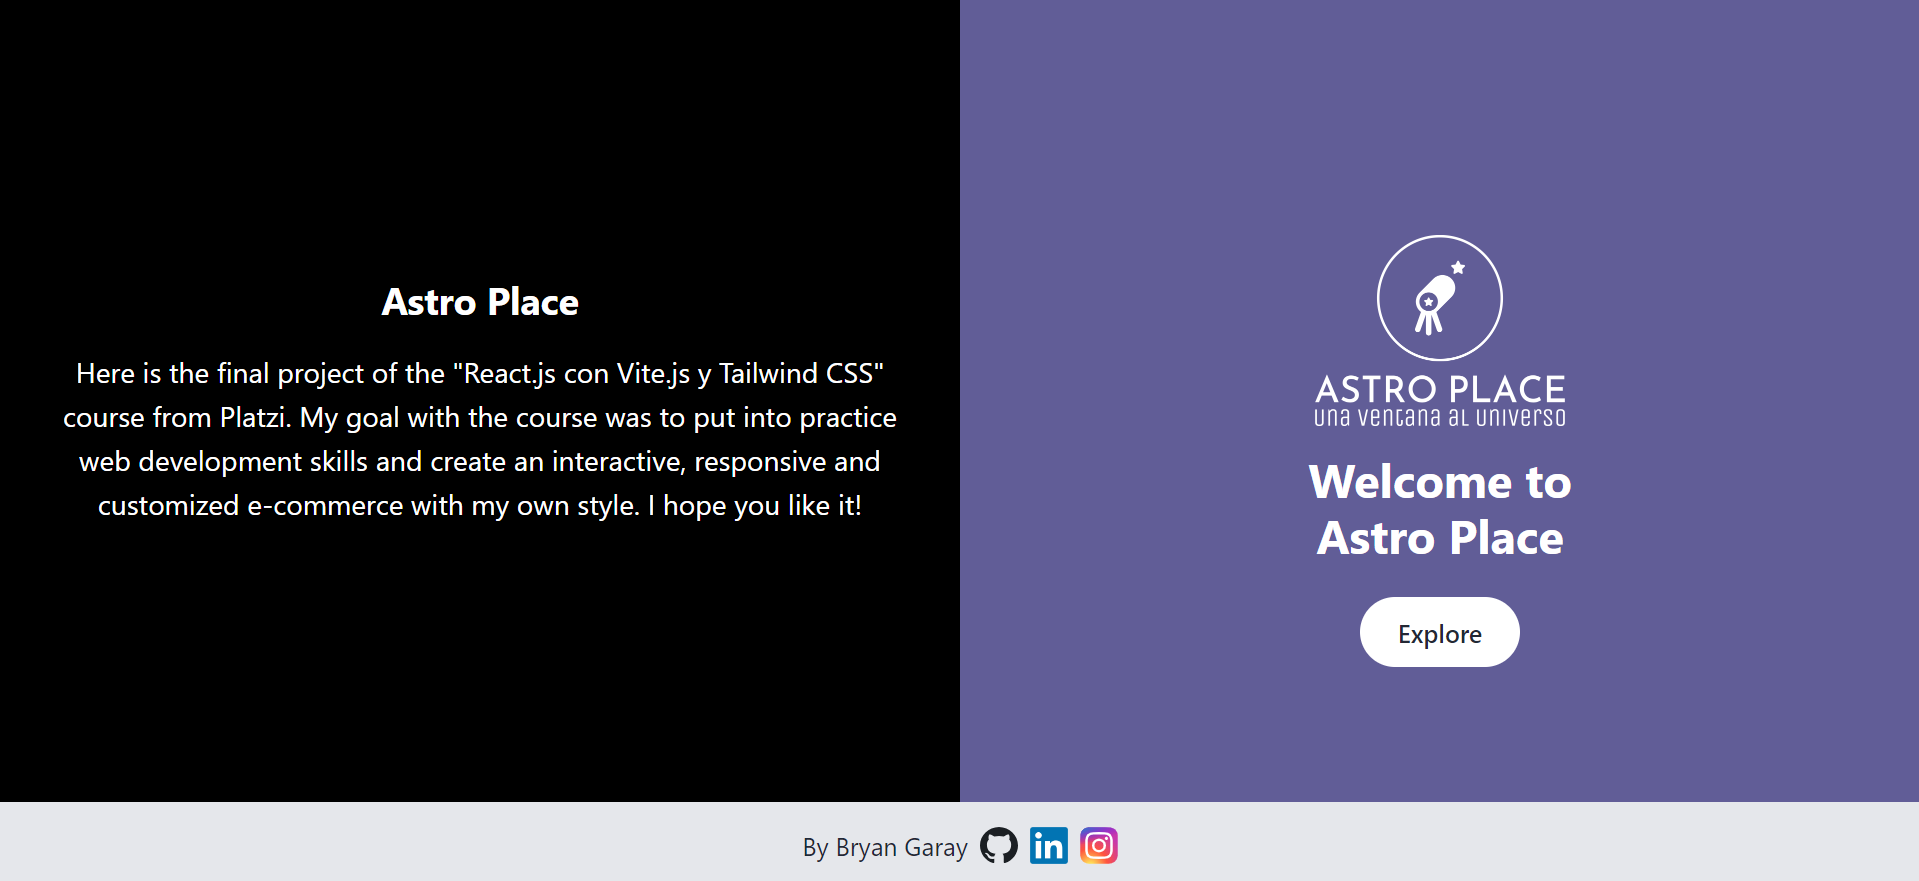 Astro Place
Here is the final project of the "React.js con Vite.js y Tailwind CSS"
course from Platzi. My goal with the course was to put into practice
web development skills and create an interactive, responsive and
customized e-commerce with my own style. I hope you like it!
ASTRO PLACE
una ventana al universo
Welcome to
Astro Place
Explore
By Bryan Garay
in